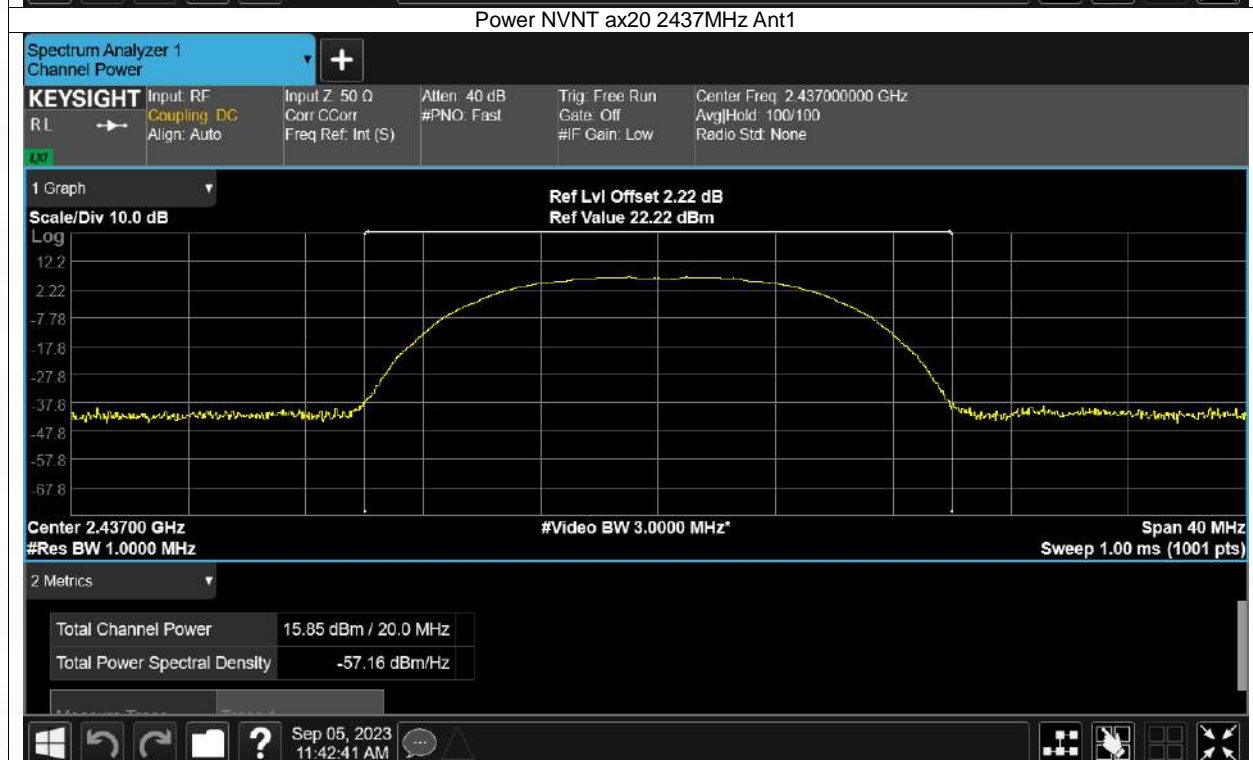 Power NVNT ax20 2437MHz Ant1
Spectrum Analyzer 1
Channel Power
KEYSIGHT
RL
LXI
Input: RF
Coupling: DC
Align: Auto
Input Z: 50 Ω
Corr CCorr
Freq Ref: Int (S)
Atten: 40 dB
#PNO: Fast
Trig: Free Run
Gate: Off
#IF Gain: Low
Center Freq: 2.437000000 GHz
Avg|Hold: 100/100
Radio Std: None
1 Graph
Ref Lvl Offset 2.22 dB
Scale/Div 10.0 dB
Ref Value 22.22 dBm
Log
12.2
2.22
-7.78
-17.8
-27.8
-37.8
-47.8
-57.8
-67.8
Center 2.43700 GHz
#Video BW 3.0000 MHz*
Span 40 MHz
#Res BW 1.0000 MHz
Sweep 1.00 ms (1001 pts)
2 Metrics
Total Channel Power 15.85 dBm / 20.0 MHz
Total Power Spectral Density -57.16 dBm/Hz
?
Sep 05, 2023
11:42:41 AM